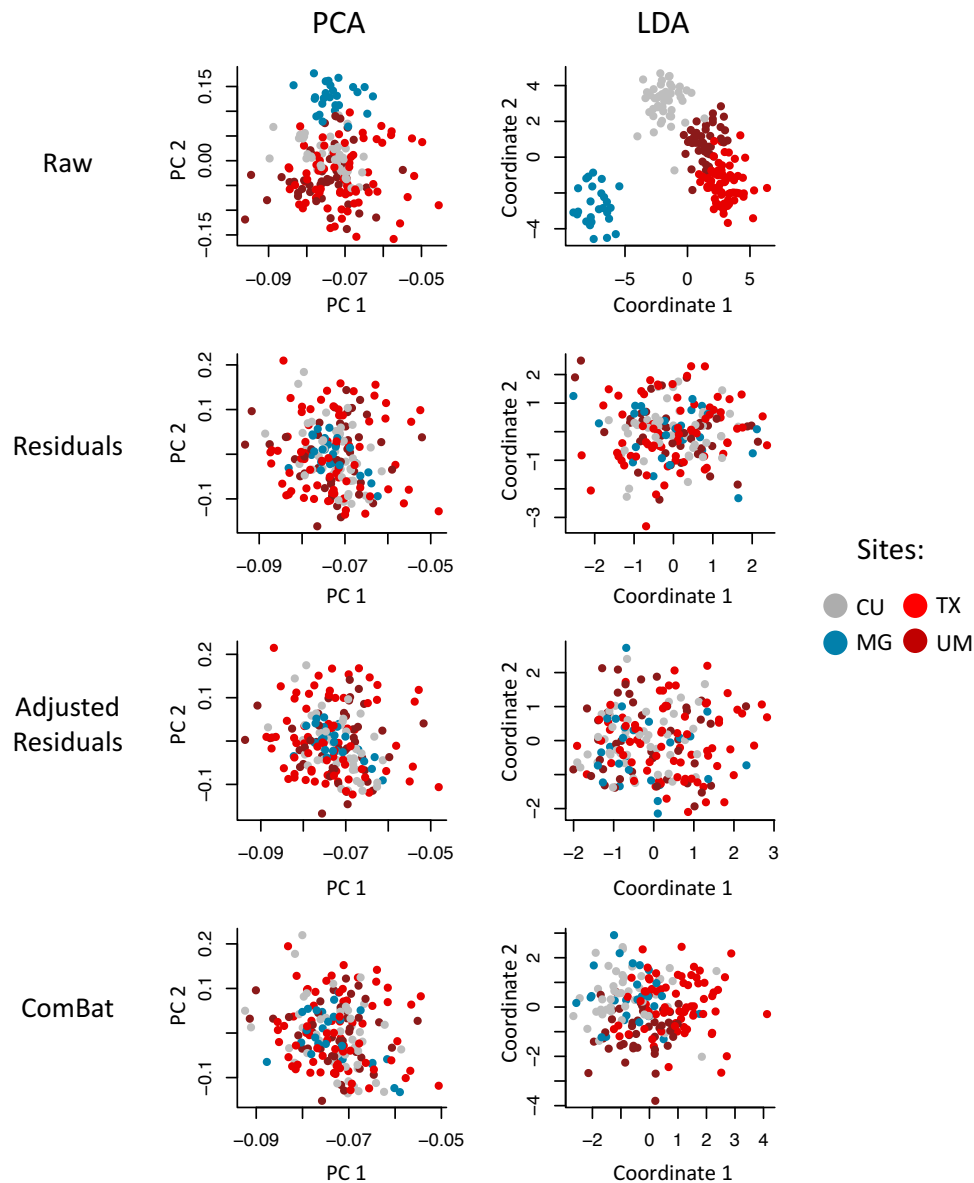 PCA
LDA
Raw
PC 2
0.15
0.00
−0.15
−0.09
−0.07
−0.05
PC 1
Coordinate 2
4
2
0
−2
−4
−5
0
5
Coordinate 1
Residuals
PC 2
0.2
0.1
−0.1
−0.09
−0.07
−0.05
PC 1
Coordinate 2
2
1
−1
−3
−2
−1
0
1
2
Coordinate 1
Sites:
CU
TX
MG
UM
Adjusted
Residuals
PC 2
0.2
0.1
−0.1
−0.09
−0.07
−0.05
PC 1
Coordinate 2
2
1
0
−2
−2
−1
0
1
2
3
Coordinate 1
ComBat
PC 2
0.2
0.1
−0.1
−0.09
−0.07
−0.05
PC 1
Coordinate 2
2
0
−2
−4
−2
0
1
2
3
4
Coordinate 1